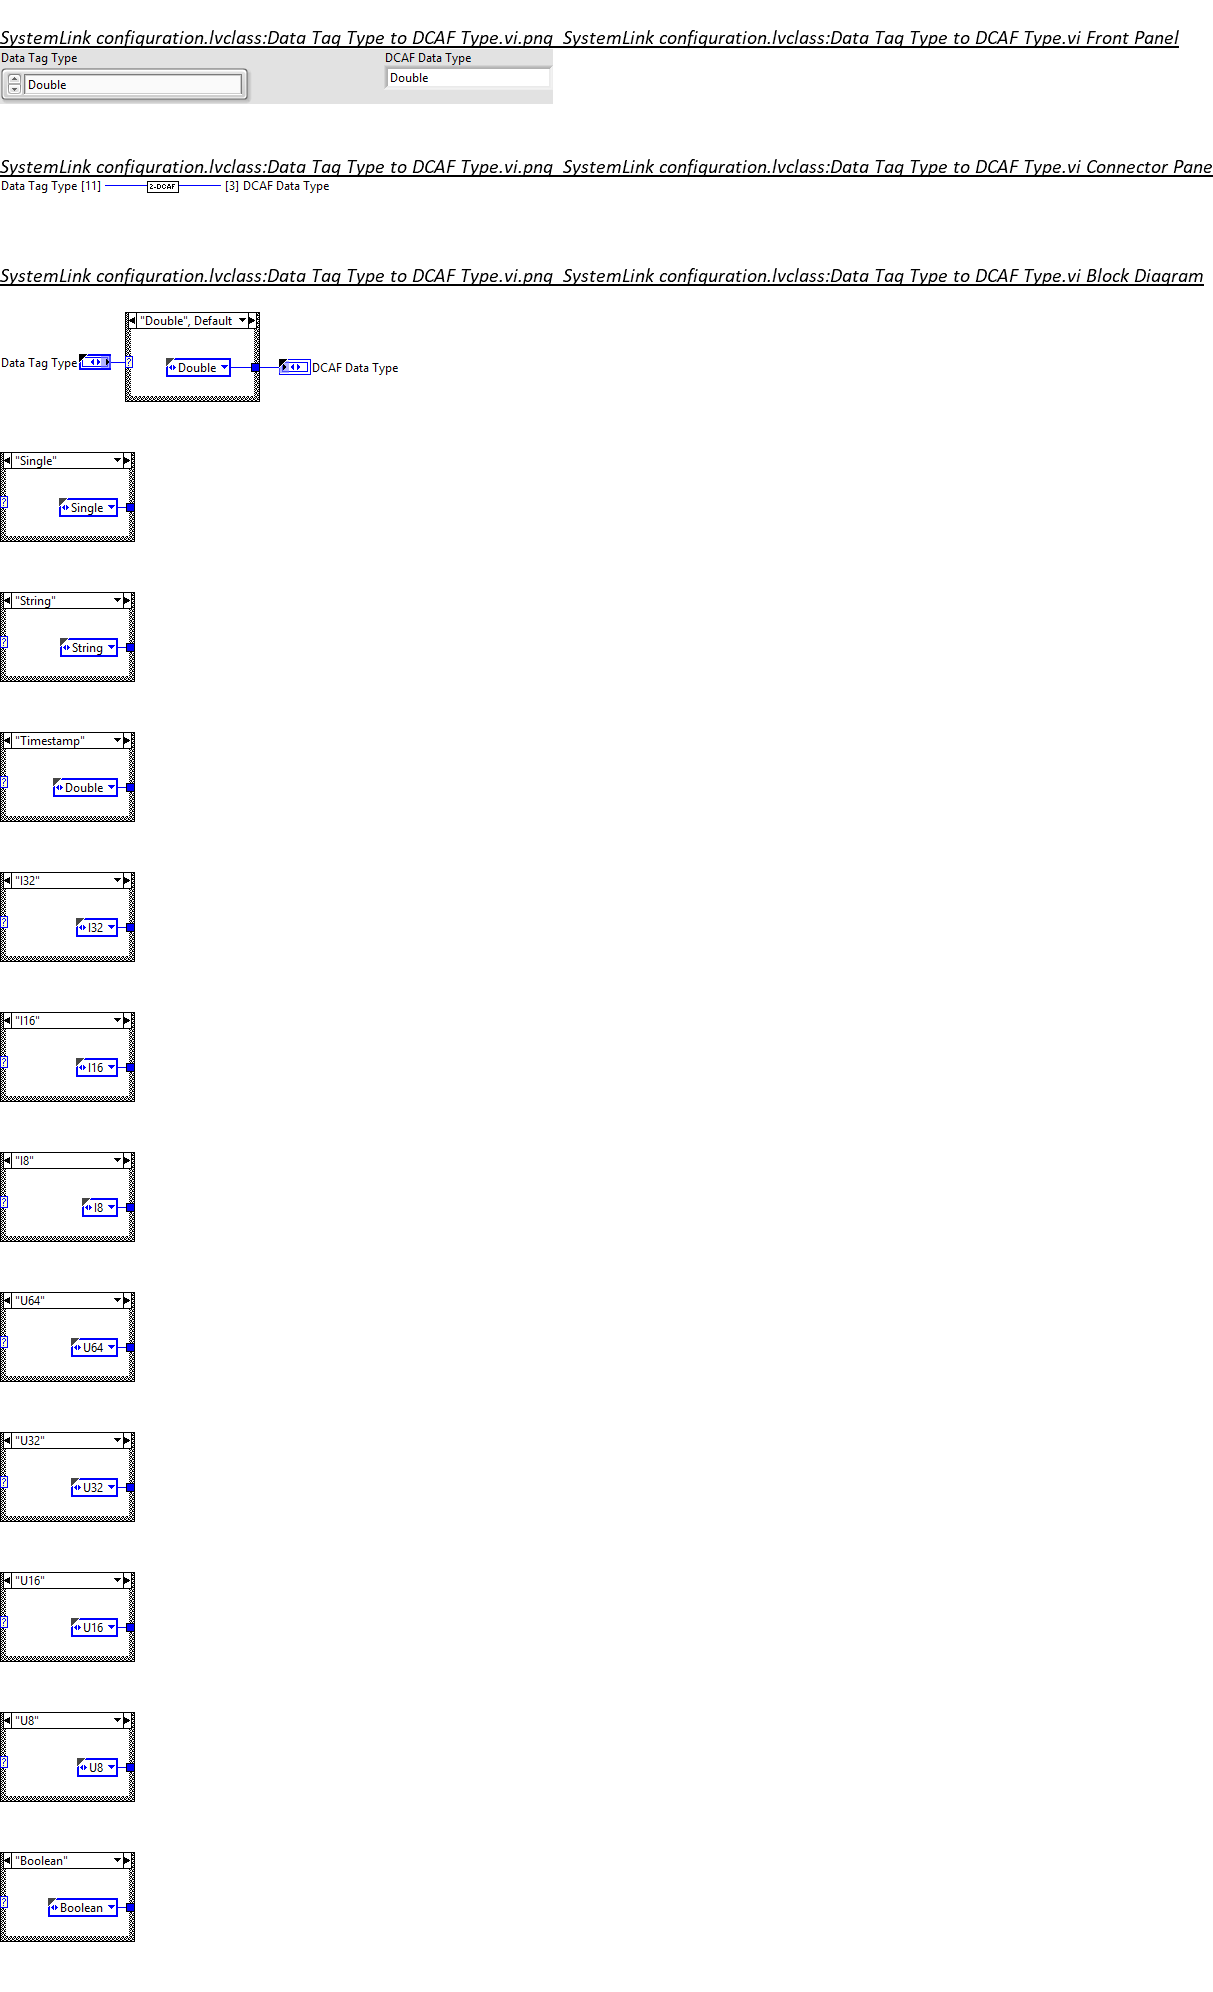 SystemLink configuration.lvclass:Data Tag Type to DCAF Type.vi.png  SystemLink configuration.lvclass:Data Tag Type to DCAF Type.vi Front Panel
Data Tag Type DCAF Data Type
Double Double
SystemLink configuration.lvclass:Data Tag Type to DCAF Type.vi.png  SystemLink configuration.lvclass:Data Tag Type to DCAF Type.vi Connector Pane
Data Tag Type [11] 2-DCAF [3] DCAF Data Type
SystemLink configuration.lvclass:Data Tag Type to DCAF Type.vi.png  SystemLink configuration.lvclass:Data Tag Type to DCAF Type.vi Block Diagram
"Double", Default
Data Tag Type ? Double DCAF Data Type
"Single"
? Single
"String"
? String
"Timestamp"
? Double
"I32"
? I32
"I16"
? I16
"I8"
? I8
"U64"
? U64
"U32"
? U32
"U16"
? U16
"U8"
? U8
"Boolean"
? Boolean